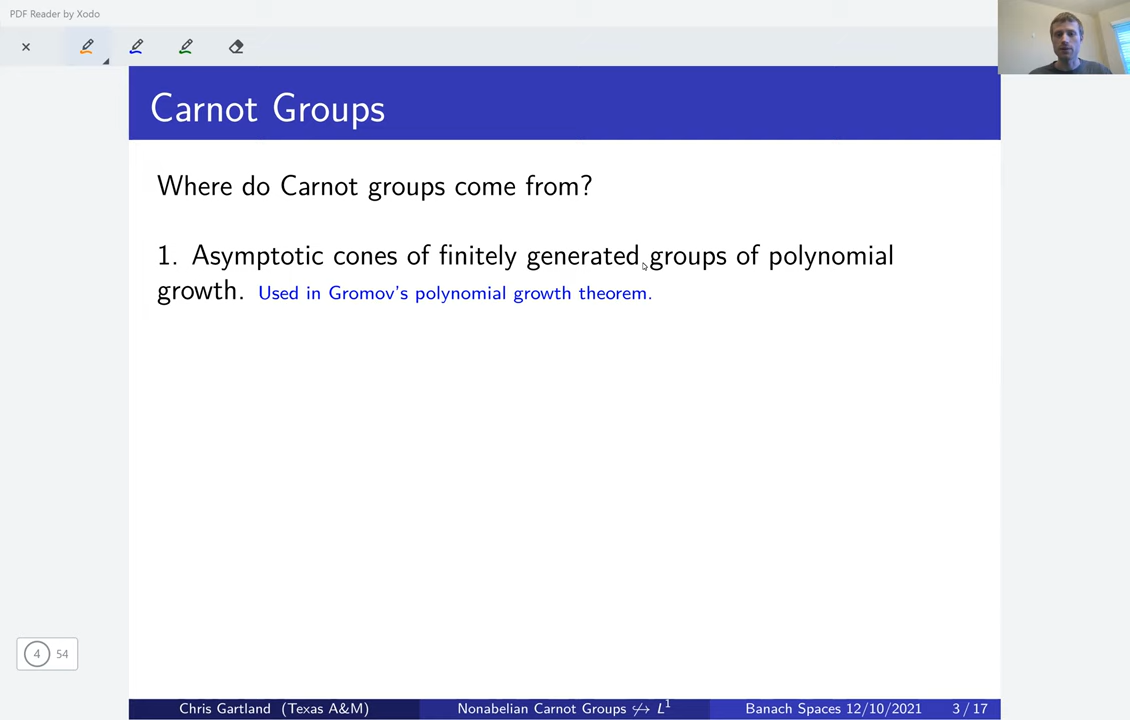 PDF Reader by Xodo
Carnot Groups
Where do Carnot groups come from?
1. Asymptotic cones of finitely generated groups of polynomial
growth. Used in Gromov's polynomial growth theorem.
4 54
Chris Gartland (Texas A&M) Nonabelian Carnot Groups ↪̸ L¹ Banach Spaces 12/10/2021 3 / 17